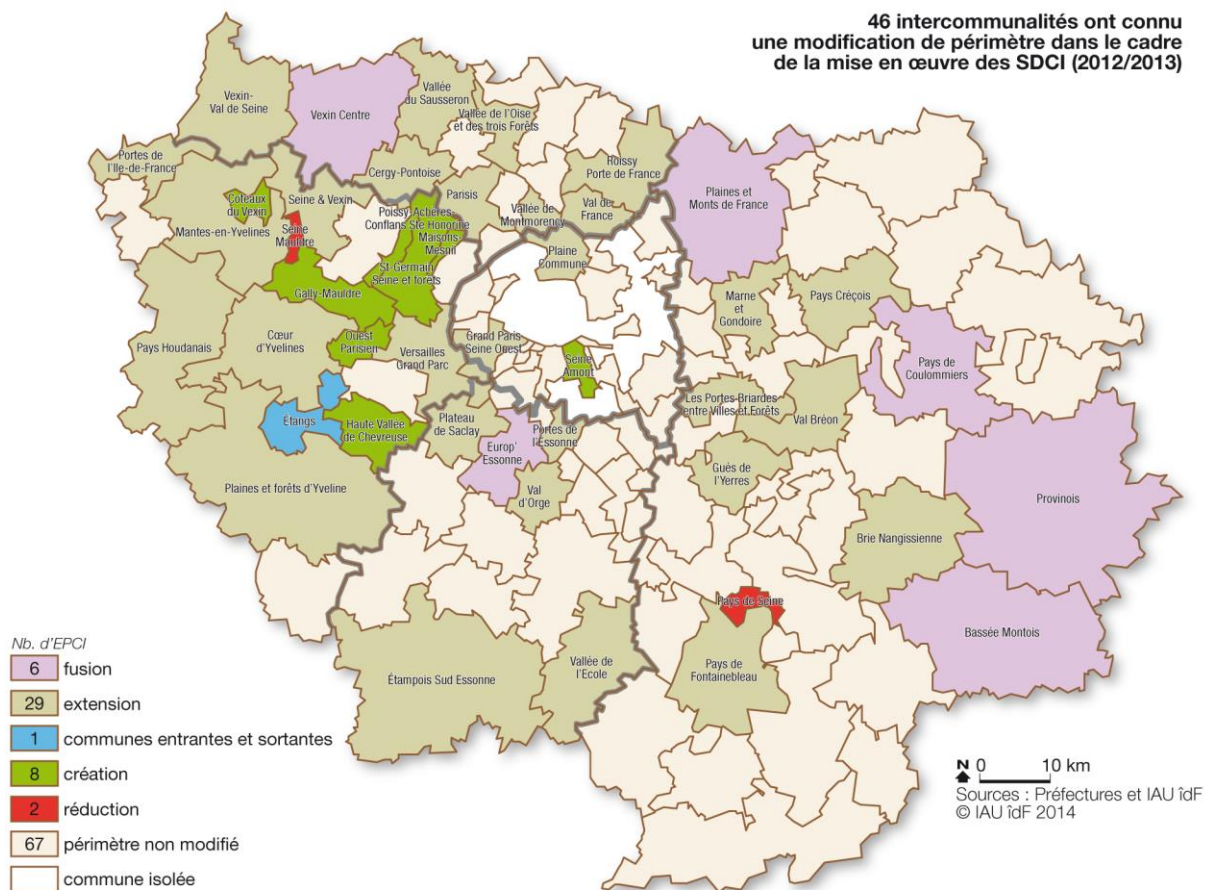 46 intercommunalités ont connu
une modification de périmètre dans le cadre
de la mise en œuvre des SDCI (2012/2013)
Vexin-
Val de Seine
Vexin Centre
Vallée
du Sausseron
Vallée de l'Oise
et des trois Forêts
Portes de
l'Ile-de-France
Cergy-Pontoise
Roissy
Porte de France
Plaines et
Monts de France
Coteaux
du Vexin
Seine & Vexin
Parisis
Vallée de
Montmorency
Val de
France
Mantes-en-Yvelines
Seine
Mauldre
Poissy-Achères-
Conflans
Ste Honorine
Maisons-
Mesnil
St-Germain
Seine et forêts
Plaine
Commune
Gally-Mauldre
Marne
et
Gondoire
Pays Créçois
Pays Houdanais
Cœur
d'Yvelines
Ouest
Parisien
Versailles
Grand Parc
Grand Paris
Seine Ouest
Seine
Amont
Pays de
Coulommiers
Étangs
Haute Vallée
de Chevreuse
Plateau
de Saclay
Les Portes-Briardes
entre Villes et Forêts
Val Bréon
Europ'
Essonne
Portes de
l'Essonne
Gués de
l'Yerres
Plaines et forêts d'Yveline
Val
d'Orge
Provinois
Brie Nangissienne
Pays de Seine
Bassée Montois
Étampois Sud Essonne
Vallée de
l'Ecole
Pays de
Fontainebleau
Nb. d'EPCI
6 fusion
29 extension
1 communes entrantes et sortantes
8 création
2 réduction
67 périmètre non modifié
commune isolée
N 0 10 km
Sources : Préfectures et IAU îdF
© IAU îdF 2014